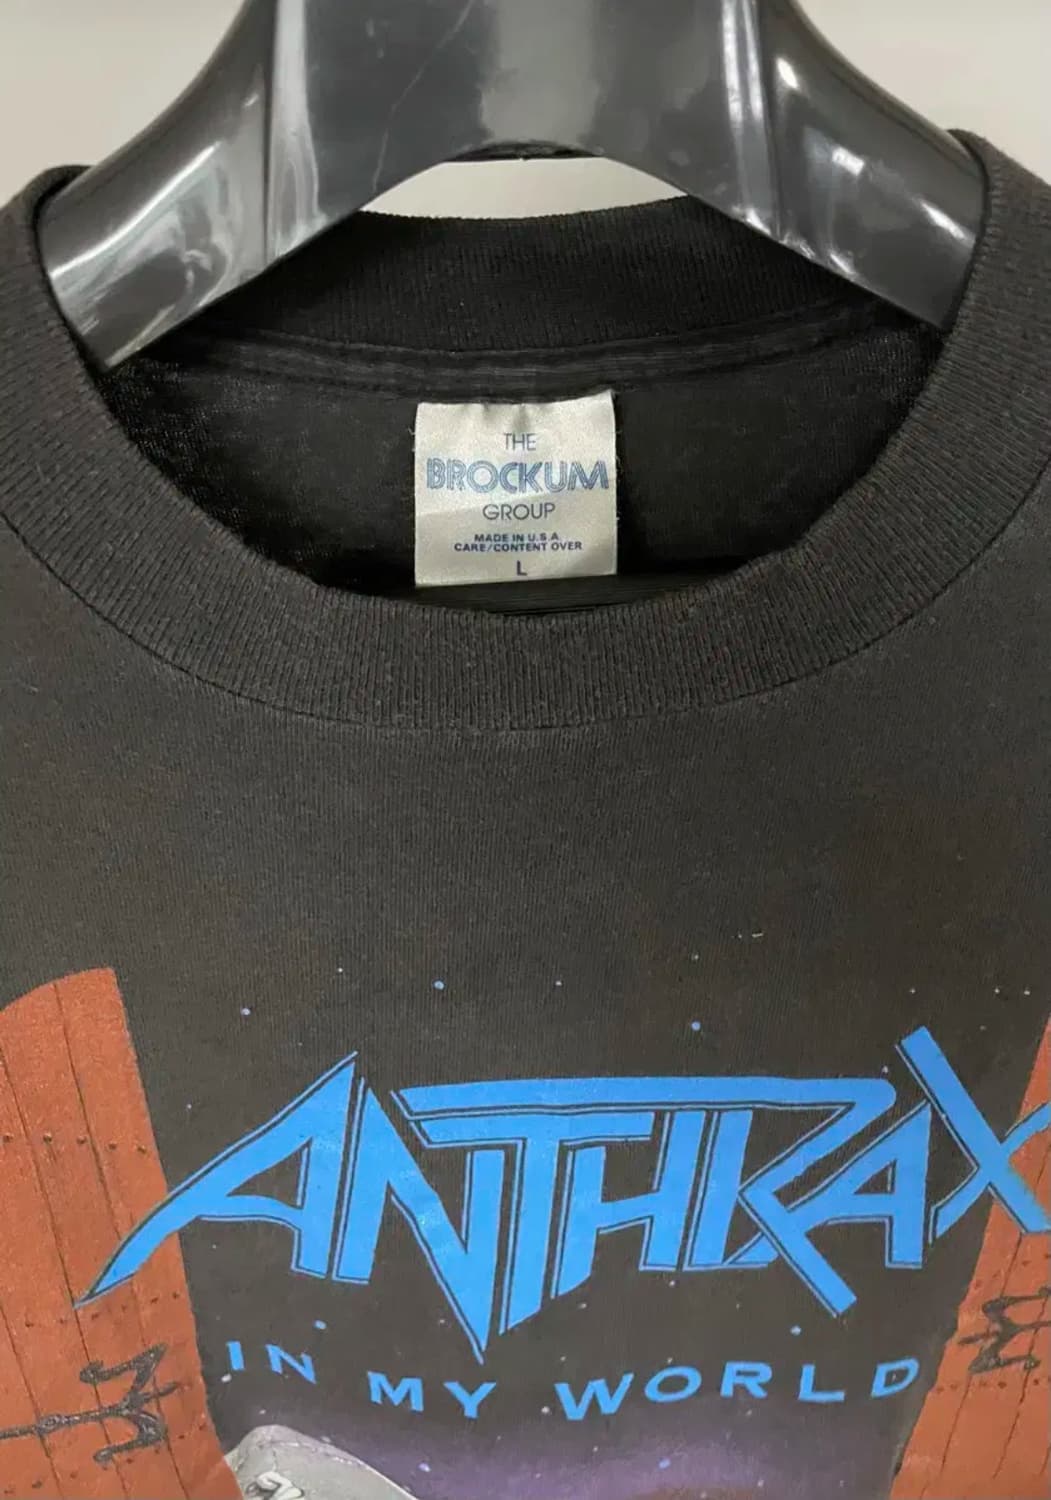 THE
BROCKUM
GROUP
MADE IN U.S.A.
CARE/CONTENT OVER
L
ANTHRAX
IN MY WORLD